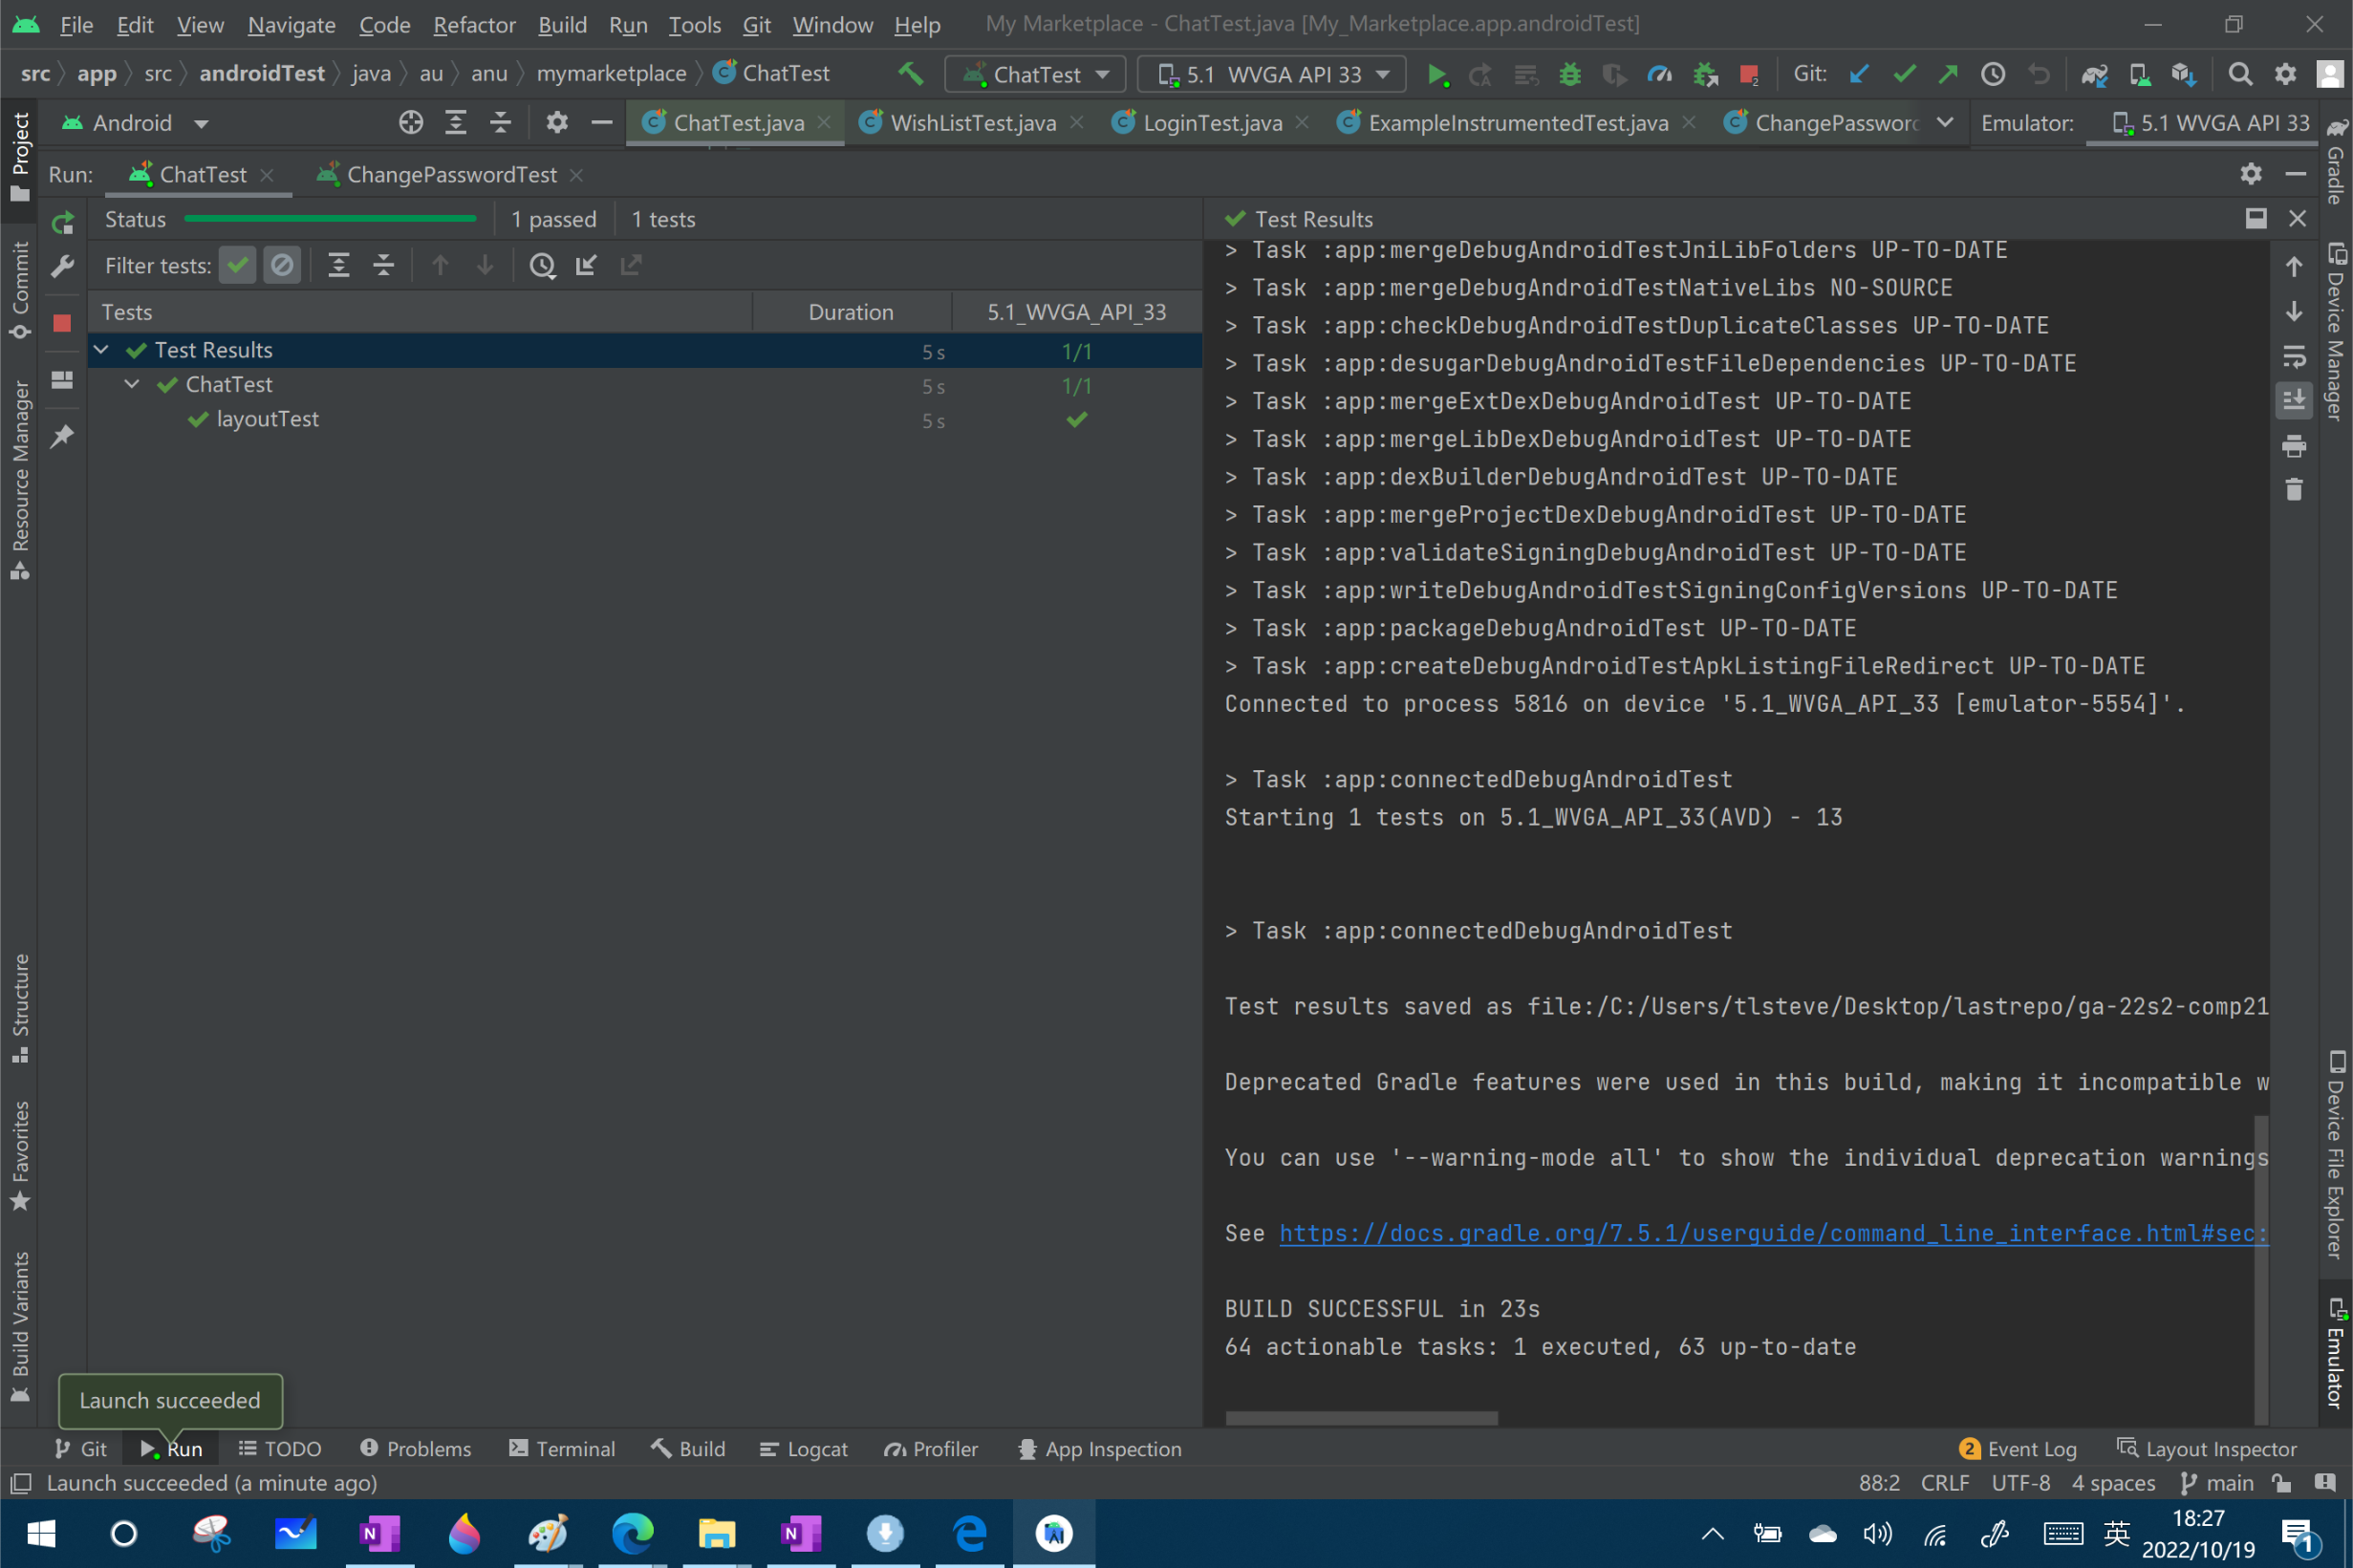 File Edit View Navigate Code Refactor Build Run Tools Git Window Help My Marketplace - ChatTest.java [My_Marketplace.app.androidTest]
src app src androidTest java au anu mymarketplace ChatTest ChatTest 5.1 WVGA API 33 Git:
Android ChatTest.java WishListTest.java LoginTest.java ExampleInstrumentedTest.java ChangePassword Emulator: 5.1 WVGA API 33
Run: ChatTest ChangePasswordTest
Status 1 passed 1 tests
Filter tests:
Tests Duration 5.1_WVGA_API_33
Test Results 5 s 1/1
ChatTest 5 s 1/1
layoutTest 5 s
Test Results
> Task :app:mergeDebugAndroidTestJniLibFolders UP-TO-DATE
> Task :app:mergeDebugAndroidTestNativeLibs NO-SOURCE
> Task :app:checkDebugAndroidTestDuplicateClasses UP-TO-DATE
> Task :app:desugarDebugAndroidTestFileDependencies UP-TO-DATE
> Task :app:mergeExtDexDebugAndroidTest UP-TO-DATE
> Task :app:mergeLibDexDebugAndroidTest UP-TO-DATE
> Task :app:dexBuilderDebugAndroidTest UP-TO-DATE
> Task :app:mergeProjectDexDebugAndroidTest UP-TO-DATE
> Task :app:validateSigningDebugAndroidTest UP-TO-DATE
> Task :app:writeDebugAndroidTestSigningConfigVersions UP-TO-DATE
> Task :app:packageDebugAndroidTest UP-TO-DATE
> Task :app:createDebugAndroidTestApkListingFileRedirect UP-TO-DATE
Connected to process 5816 on device '5.1_WVGA_API_33 [emulator-5554]'.
> Task :app:connectedDebugAndroidTest
Starting 1 tests on 5.1_WVGA_API_33(AVD) - 13
> Task :app:connectedDebugAndroidTest
Test results saved as file:/C:/Users/tlsteve/Desktop/lastrepo/ga-22s2-comp21
Deprecated Gradle features were used in this build, making it incompatible w
You can use '--warning-mode all' to show the individual deprecation warnings
See https://docs.gradle.org/7.5.1/userguide/command_line_interface.html#sec:
BUILD SUCCESSFUL in 23s
64 actionable tasks: 1 executed, 63 up-to-date
Project
Commit
Resource Manager
Structure
Favorites
Build Variants
Gradle
Device Manager
Device File Explorer
Emulator
Launch succeeded
Git Run TODO Problems Terminal Build Logcat Profiler App Inspection 2 Event Log Layout Inspector
Launch succeeded (a minute ago) 88:2 CRLF UTF-8 4 spaces main
英 18:27
2022/10/19 1